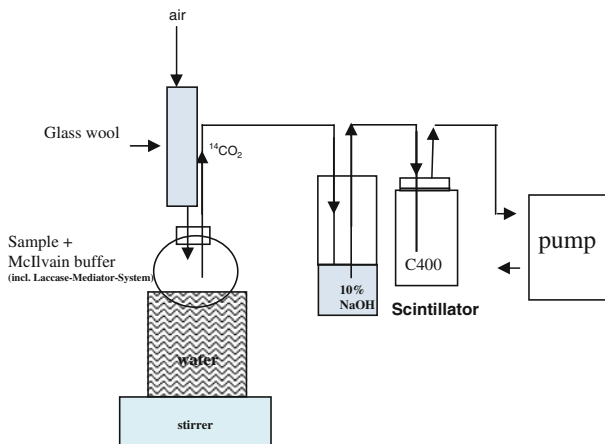 air
Glass wool
¹⁴CO₂
Sample +
McIlvain buffer
(incl. Laccase-Mediator-System)
water
stirrer
10%
NaOH
C400
Scintillator
pump